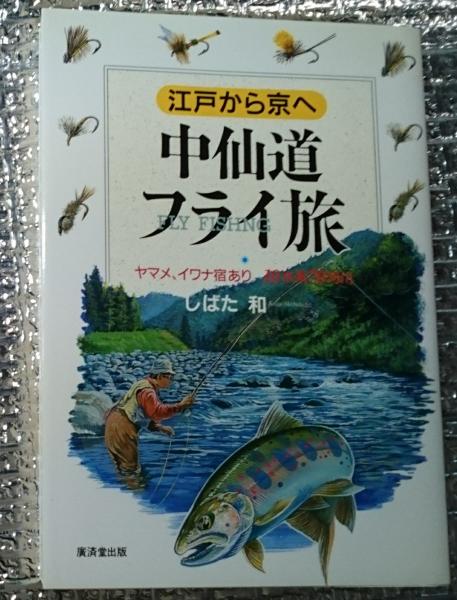 江戸から京へ
中仙道
フライ旅
FLY FISHNG
ヤマメ、イワナ宿あり
しばた 和
廣済堂出版